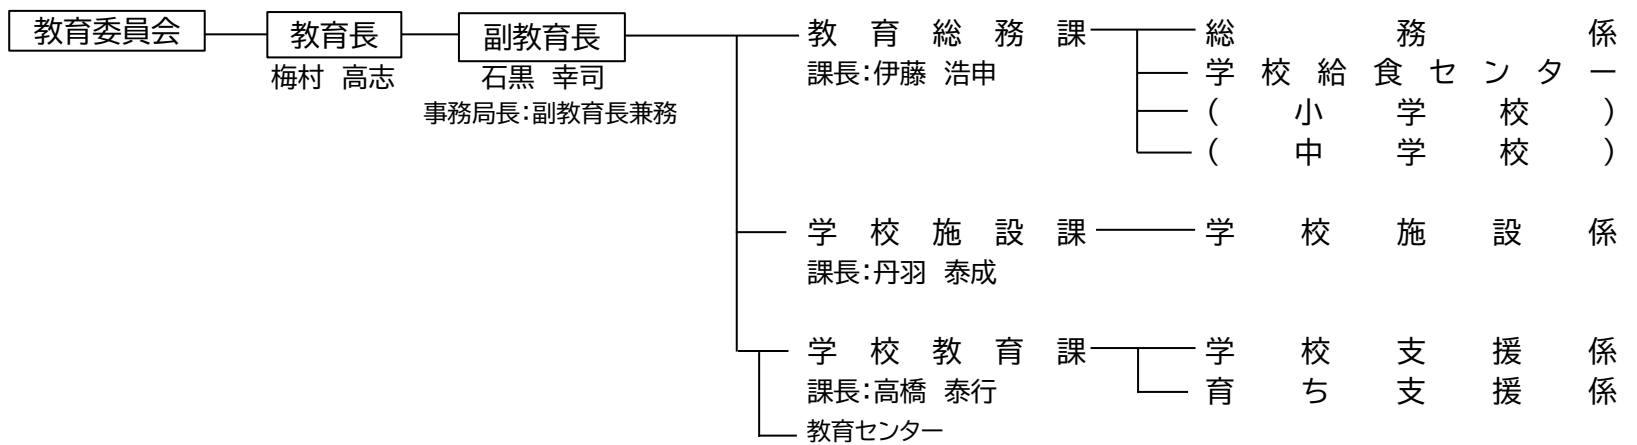 教育委員会
教育長
梅村 高志
副教育長
石黒 幸司
事務局長:副教育長兼務
教育総務課
課長:伊藤 浩申
総務係
学校給食センター
(小学校)
(中学校)
学校施設課
課長:丹羽 泰成
学校施設係
学校教育課
課長:高橋 泰行
学校支援係
育ち支援係
教育センター